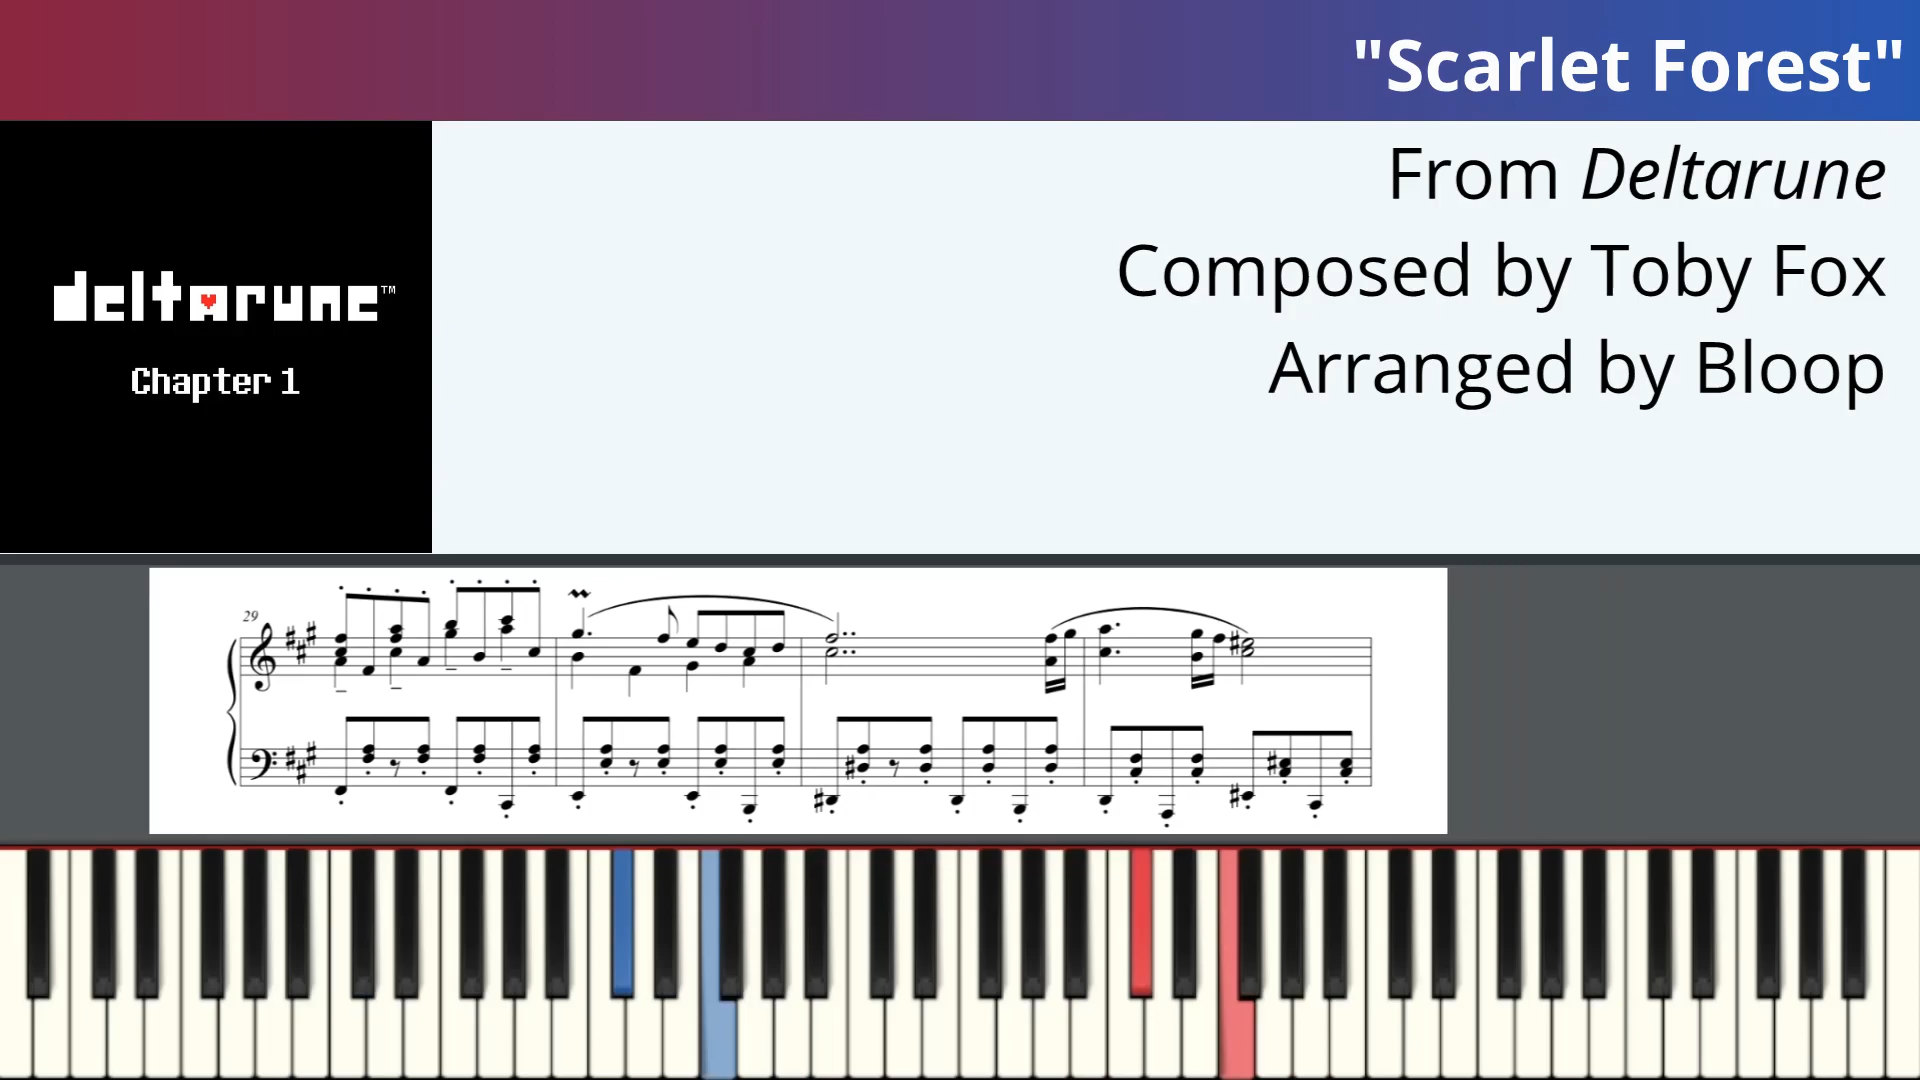 "Scarlet Forest"
From Deltarune
Composed by Toby Fox
Arranged by Bloop
deltarune™
Chapter 1
29